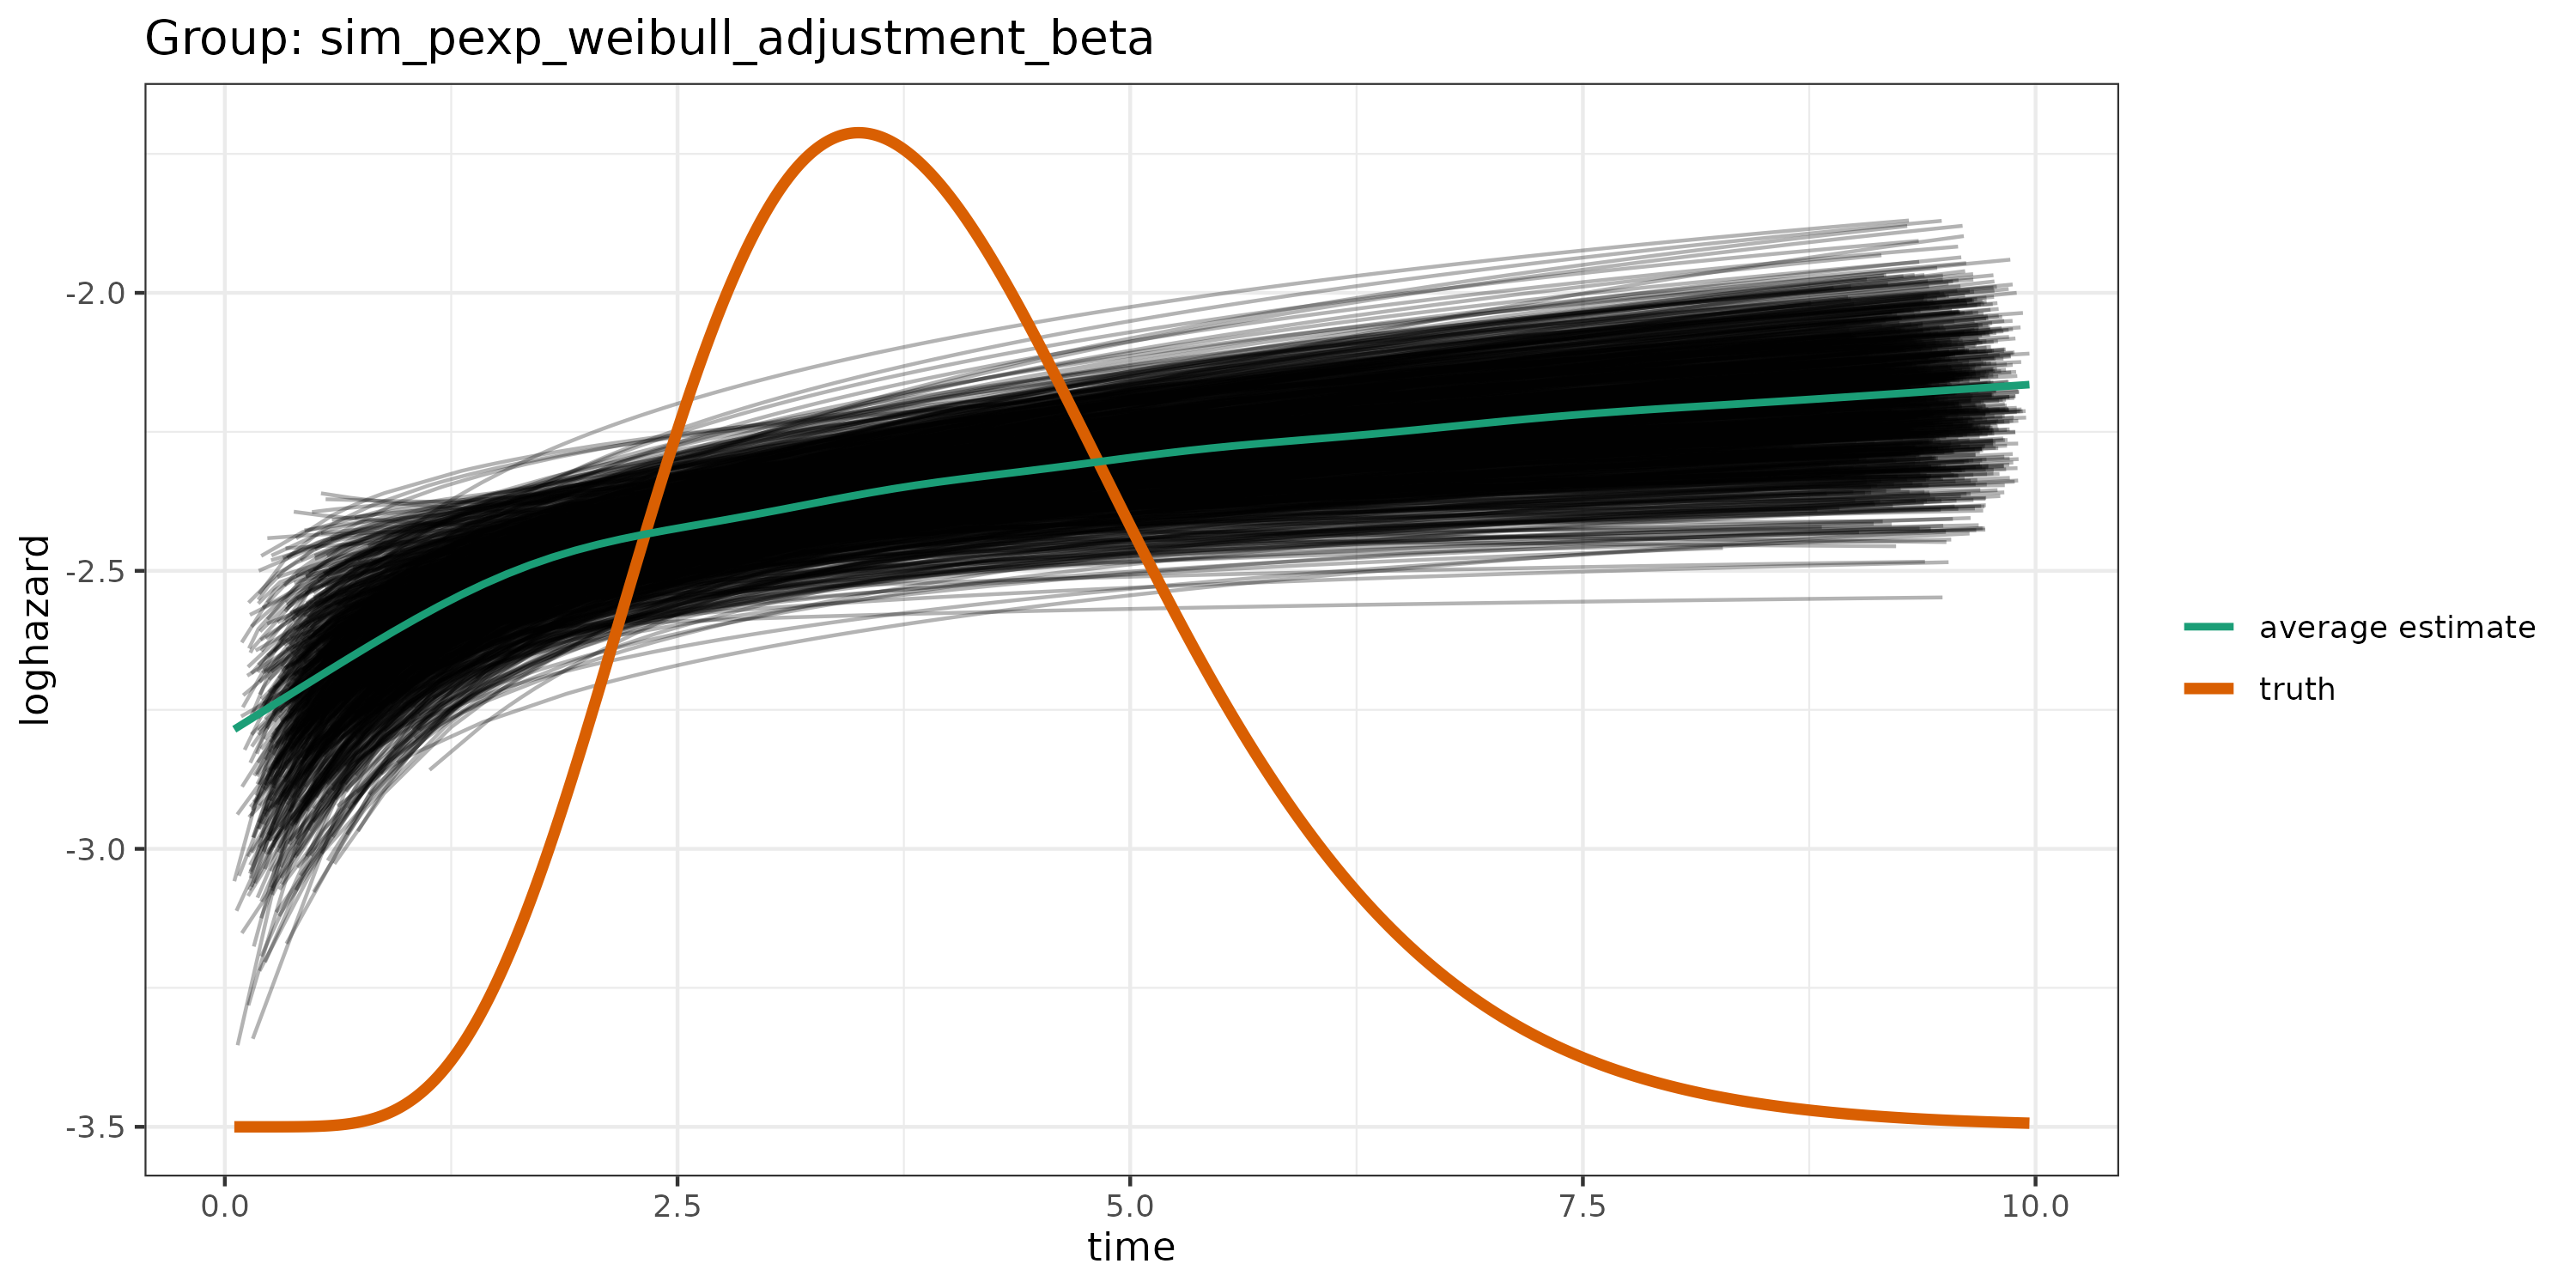 Group: sim_pexp_weibull_adjustment_beta
loghazard
-2.0
-2.5
-3.0
-3.5
0.0
2.5
5.0
7.5
10.0
time
average estimate
truth